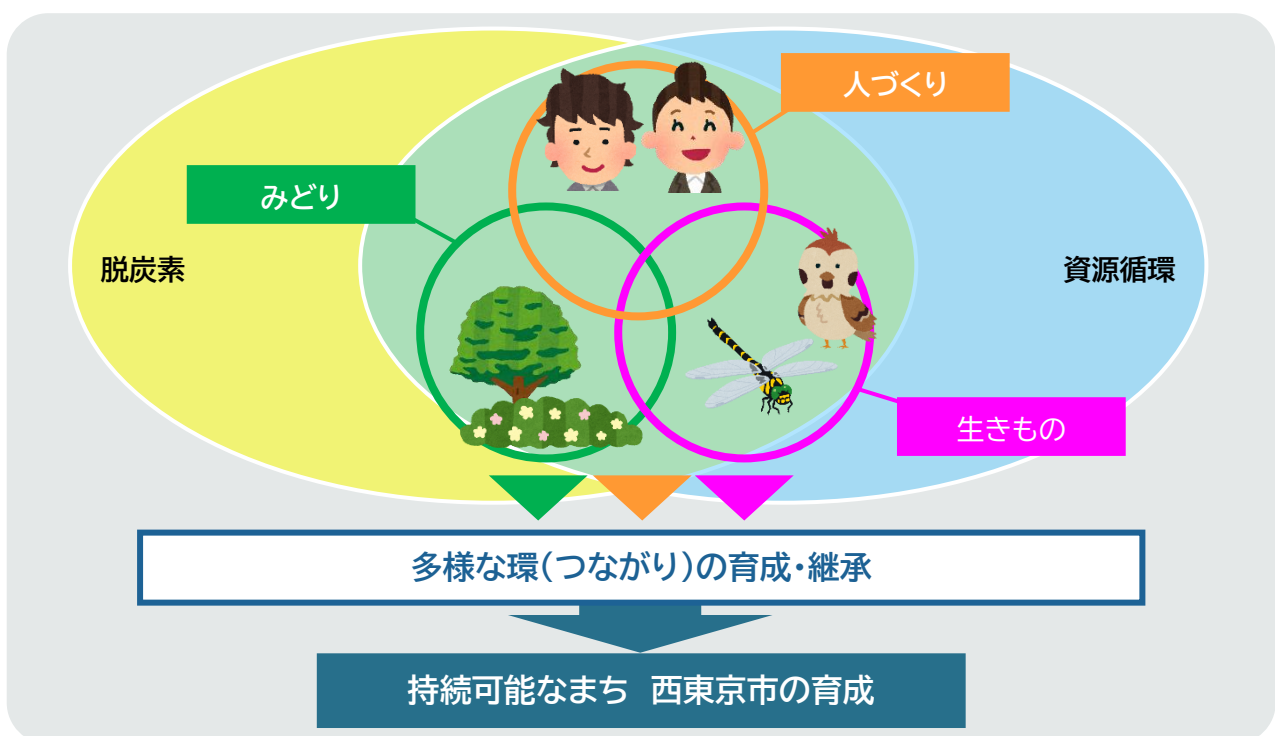 人づくり
みどり
脱炭素
資源循環
生きもの
多様な環(つながり)の育成・継承
持続可能なまち 西東京市の育成